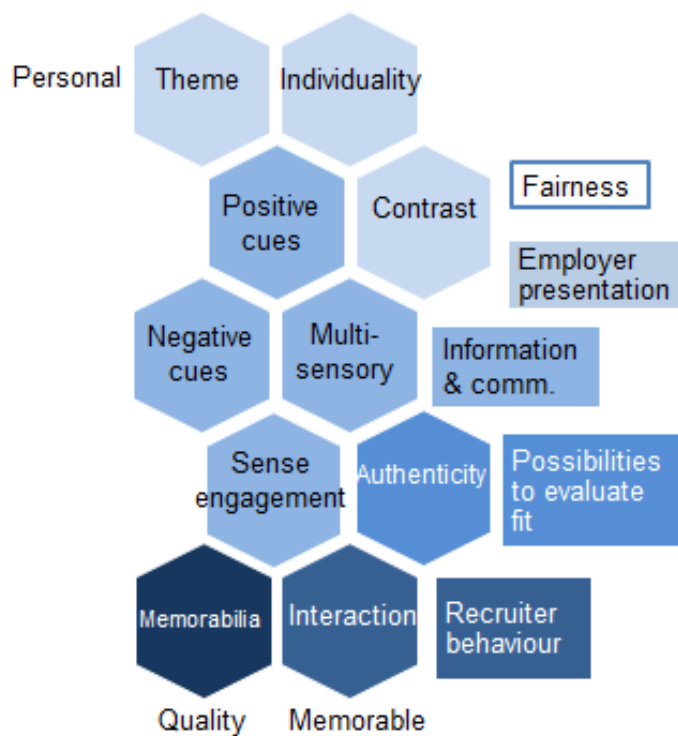 Personal
Theme
Individuality
Positive
cues
Contrast
Fairness
Employer
presentation
Negative
cues
Multi-
sensory
Information
& comm.
Sense
engagement
Authenticity
Possibilities
to evaluate
fit
Memorabilia
Interaction
Recruiter
behaviour
Quality
Memorable